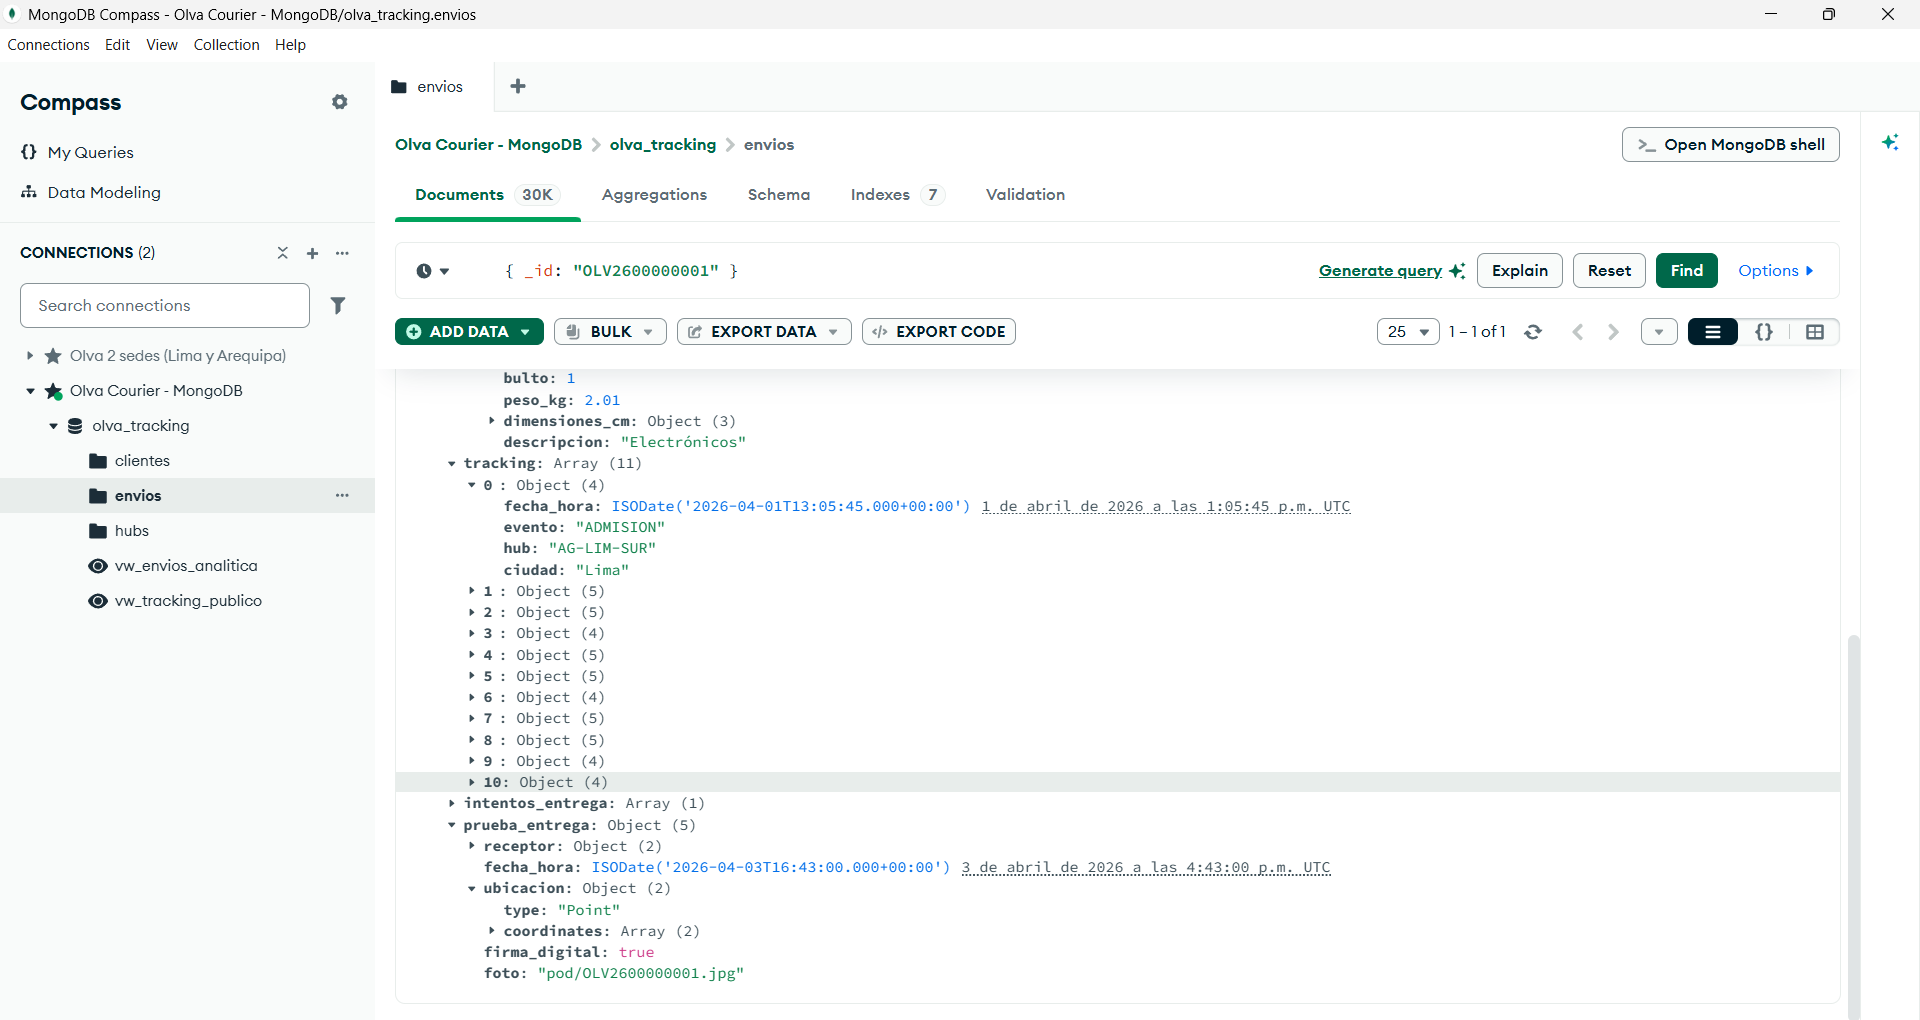 MongoDB Compass - Olva Courier - MongoDB/olva_tracking.envios
Connections Edit View Collection Help
Compass
My Queries
Data Modeling
CONNECTIONS (2)
Search connections
Olva 2 sedes (Lima y Arequipa)
Olva Courier - MongoDB
olva_tracking
clientes
envios
hubs
vw_envios_analitica
vw_tracking_publico
envios
Olva Courier - MongoDB olva_tracking envios
>_ Open MongoDB shell
Documents 30K Aggregations Schema Indexes 7 Validation
{ _id: "OLV2600000001" }
Generate query Explain Reset Find Options
ADD DATA BULK EXPORT DATA EXPORT CODE
25 1 – 1 of 1 {}
bulto: 1
peso_kg: 2.01
dimensiones_cm: Object (3)
descripcion: "Electrónicos"
tracking: Array (11)
0 : Object (4)
fecha_hora: ISODate('2026-04-01T13:05:45.000+00:00') 1 de abril de 2026 a las 1:05:45 p.m. UTC
evento: "ADMISION"
hub: "AG-LIM-SUR"
ciudad: "Lima"
1 : Object (5)
2 : Object (5)
3 : Object (4)
4 : Object (5)
5 : Object (5)
6 : Object (4)
7 : Object (5)
8 : Object (5)
9 : Object (4)
10: Object (4)
intentos_entrega: Array (1)
prueba_entrega: Object (5)
receptor: Object (2)
fecha_hora: ISODate('2026-04-03T16:43:00.000+00:00') 3 de abril de 2026 a las 4:43:00 p.m. UTC
ubicacion: Object (2)
type: "Point"
coordinates: Array (2)
firma_digital: true
foto: "pod/OLV2600000001.jpg"